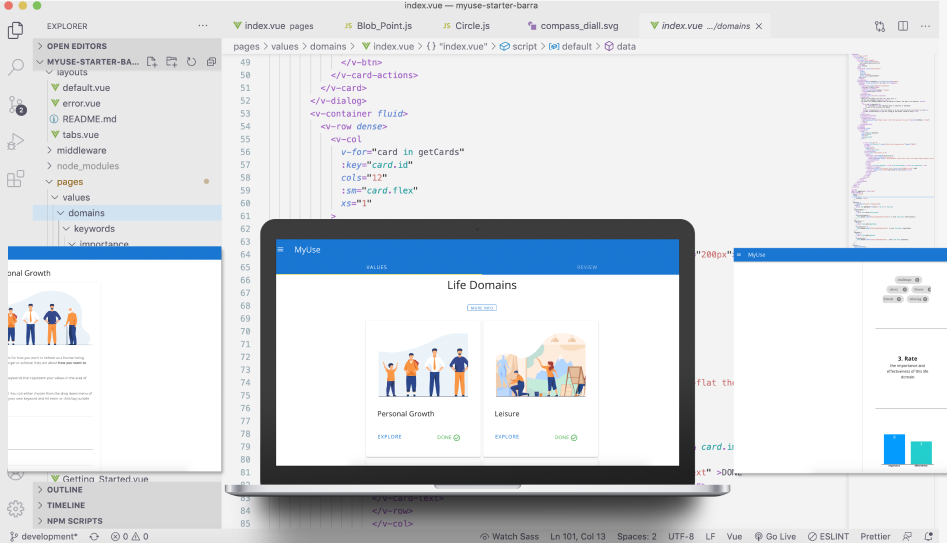 index.vue — myuse-starter-barra
EXPLORER
index.vue pages
JS Blob_Point.js
JS Circle.js
compass_diall.svg
index.vue .../domains
pages > values > domains > index.vue > {} "index.vue" > script > default > data
OPEN EDITORS
MYUSE-STARTER-BA...
layouts
default.vue
error.vue
README.md
tabs.vue
middleware
node_modules
pages
values
domains
keywords
importance
Getting_Started.vue
OUTLINE
TIMELINE
NPM SCRIPTS
2
49 </v-btn>
50 </v-card-actions>
51 </v-card>
52 </v-dialog>
53 <v-container fluid>
54 <v-row dense>
55 <v-col
56 v-for="card in getCards"
57 :key="card.id"
58 cols="12"
59 :sm="card.flex"
60 xs="1"
61 >
64 "200px"
65
66
67
68
69
70
71
72
73
74 flat the
75
76
77
78
79 card.im
80
81 xt" >DONE
82
83 </v-card-text>
84 </v-row>
85 </v-col>
MyUse
VALUES
REVIEW
Life Domains
MORE INFO
Personal Growth
EXPLORE
DONE
Leisure
EXPLORE
DONE
onal Growth
MyUse
3. Rate
The importance and
effectiveness of this life
domain
development*
0 0
Watch Sass
Ln 101, Col 13
Spaces: 2
UTF-8
LF
Vue
Go Live
ESLINT
Prettier